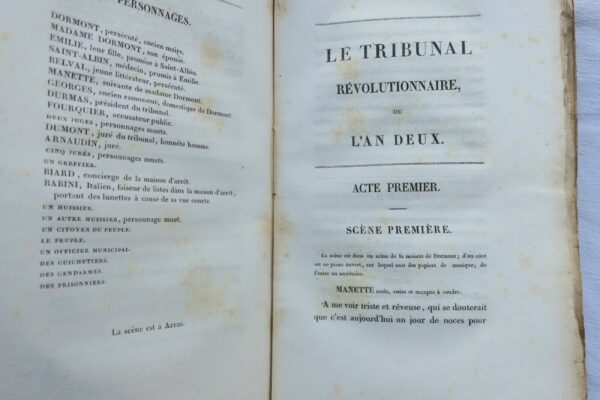 PERSONNAGES.
DORMONT, persécuté, ancien maire.
MADAME DORMONT, son épouse.
EMILIE, leur fille, promise à Saint-Albin.
SAINT-ALBIN, médecin, promis à Emilie.
BELVAL, jeune littérateur, persécuté.
MANETTE, suivante de madame Dormont.
GEORGES, ancien ramoneur, domestique de Dormont.
DURMAS, président du tribunal.
FOURQUIER, accusateur public.
DEUX JUGES, personnages muets.
DUMONT, juré du tribunal, honnête homme.
ARNAUDIN, juré.
CINQ JURÉS, personnages muets.
UN GREFFIER.
BIARD, concierge de la maison d'arrêt.
BABINI, Italien, faiseur de listes dans la maison d'arrêt,
portant des lunettes à cause de sa vue courte.
UN HUISSIER.
UN AUTRE HUISSIER, personnage muet.
UN CITOYEN DU PEUPLE.
LE PEUPLE.
UN OFFICIER MUNICIPAL.
DES GUICHETIERS.
DES GENDARMES.
DES PRISONNIERS.
La scène est à Arras.
LE TRIBUNAL
RÉVOLUTIONNAIRE,
OU
L'AN DEUX.
ACTE PREMIER.
SCÈNE PREMIÈRE.
La scène est dans un salon de la maison de Dormont; d'un côté
est un piano ouvert, sur lequel sont des papiers de musique; de
l'autre un secrétaire.
MANETTE seule, assise et occupée à coudre.
A me voir triste et rêveuse, qui se douterait
que c'est aujourd'hui un jour de noces pour